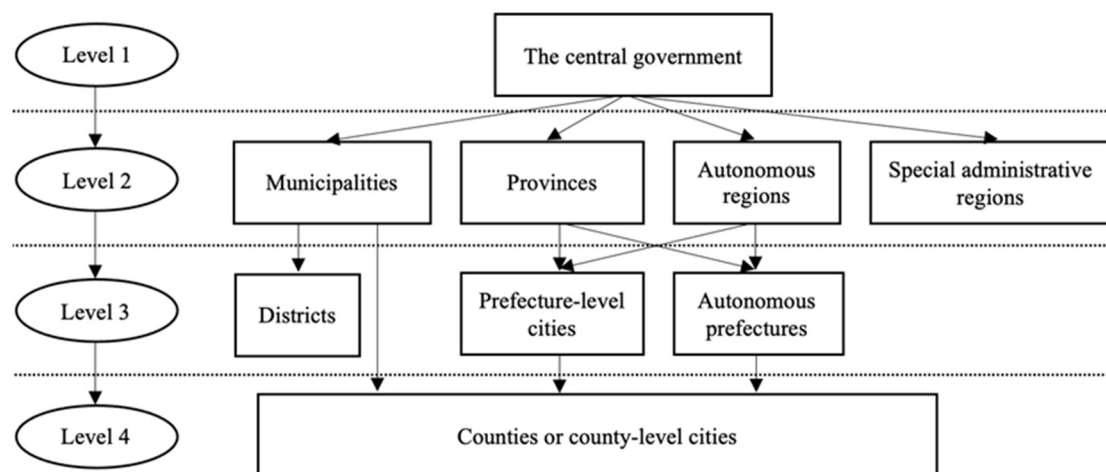 Level 1
The central government
Level 2
Municipalities
Provinces
Autonomous
regions
Special administrative
regions
Level 3
Districts
Prefecture-level
cities
Autonomous
prefectures
Level 4
Counties or county-level cities